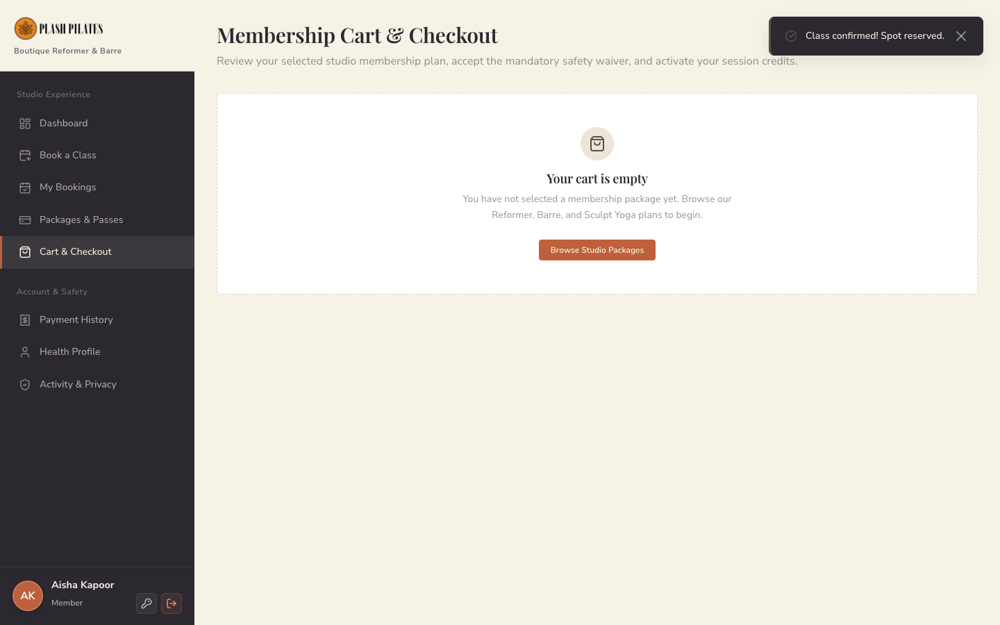 PLASH PILATES
Boutique Reformer & Barre
Studio Experience
Dashboard
Book a Class
My Bookings
Packages & Passes
Cart & Checkout
Account & Safety
Payment History
Health Profile
Activity & Privacy
AK
Aisha Kapoor
Member
Membership Cart & Checkout
Review your selected studio membership plan, accept the mandatory safety waiver, and activate your session credits.
Class confirmed! Spot reserved.
Your cart is empty
You have not selected a membership package yet. Browse our
Reformer, Barre, and Sculpt Yoga plans to begin.
Browse Studio Packages